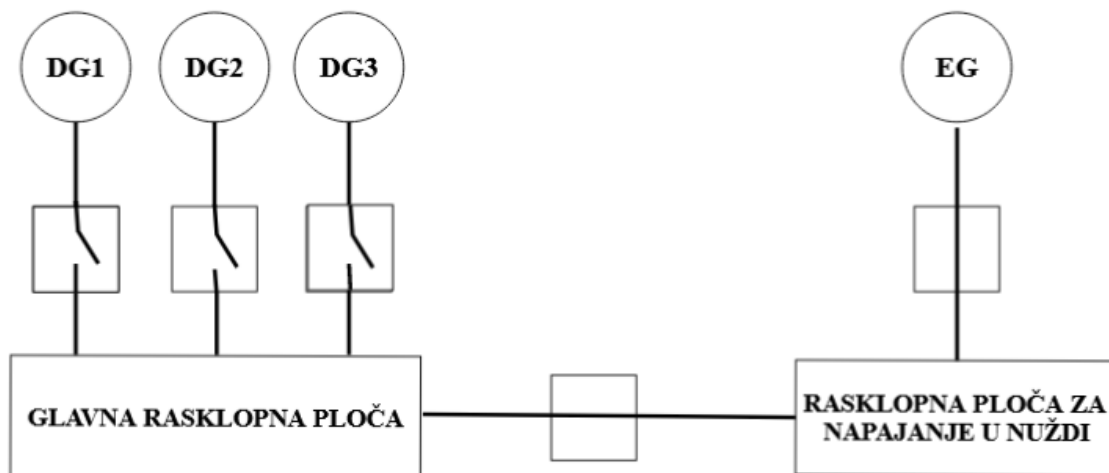 DG1
DG2
DG3
EG
GLAVNA RASKLOPNA PLOČA
RASKLOPNA PLOČA ZA
NAPAJANJE U NUŽDI